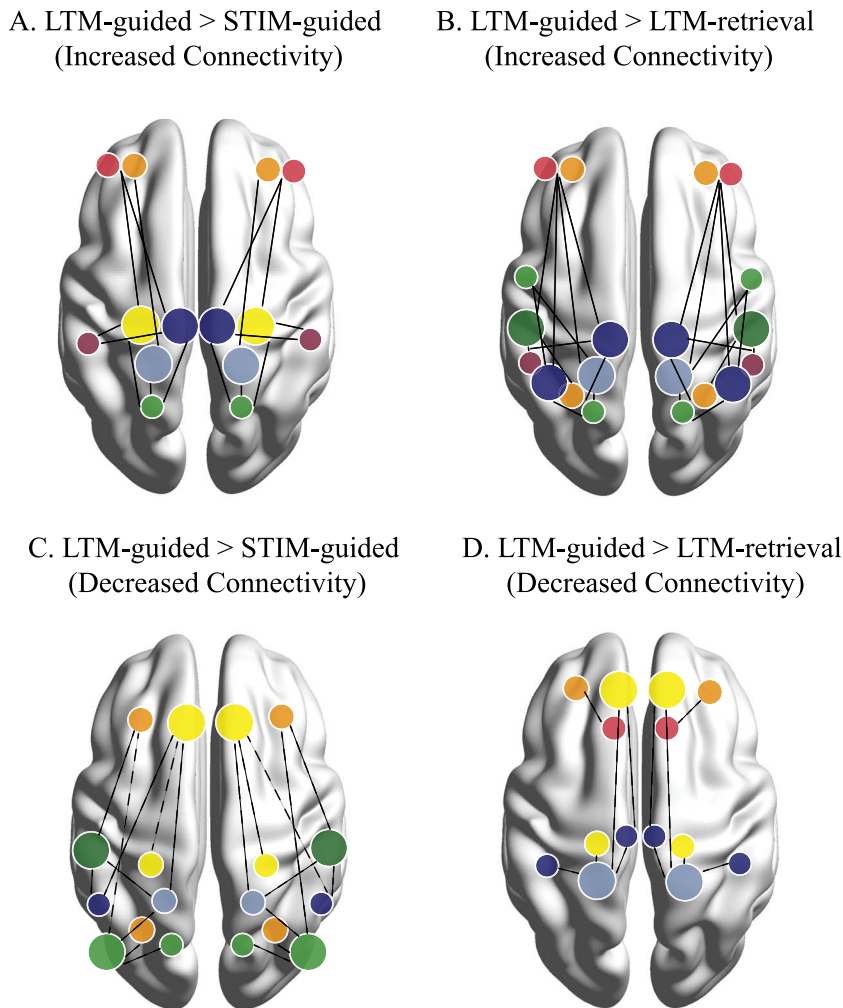 A. LTM-guided > STIM-guided
(Increased Connectivity)
B. LTM-guided > LTM-retrieval
(Increased Connectivity)
C. LTM-guided > STIM-guided
(Decreased Connectivity)
D. LTM-guided > LTM-retrieval
(Decreased Connectivity)